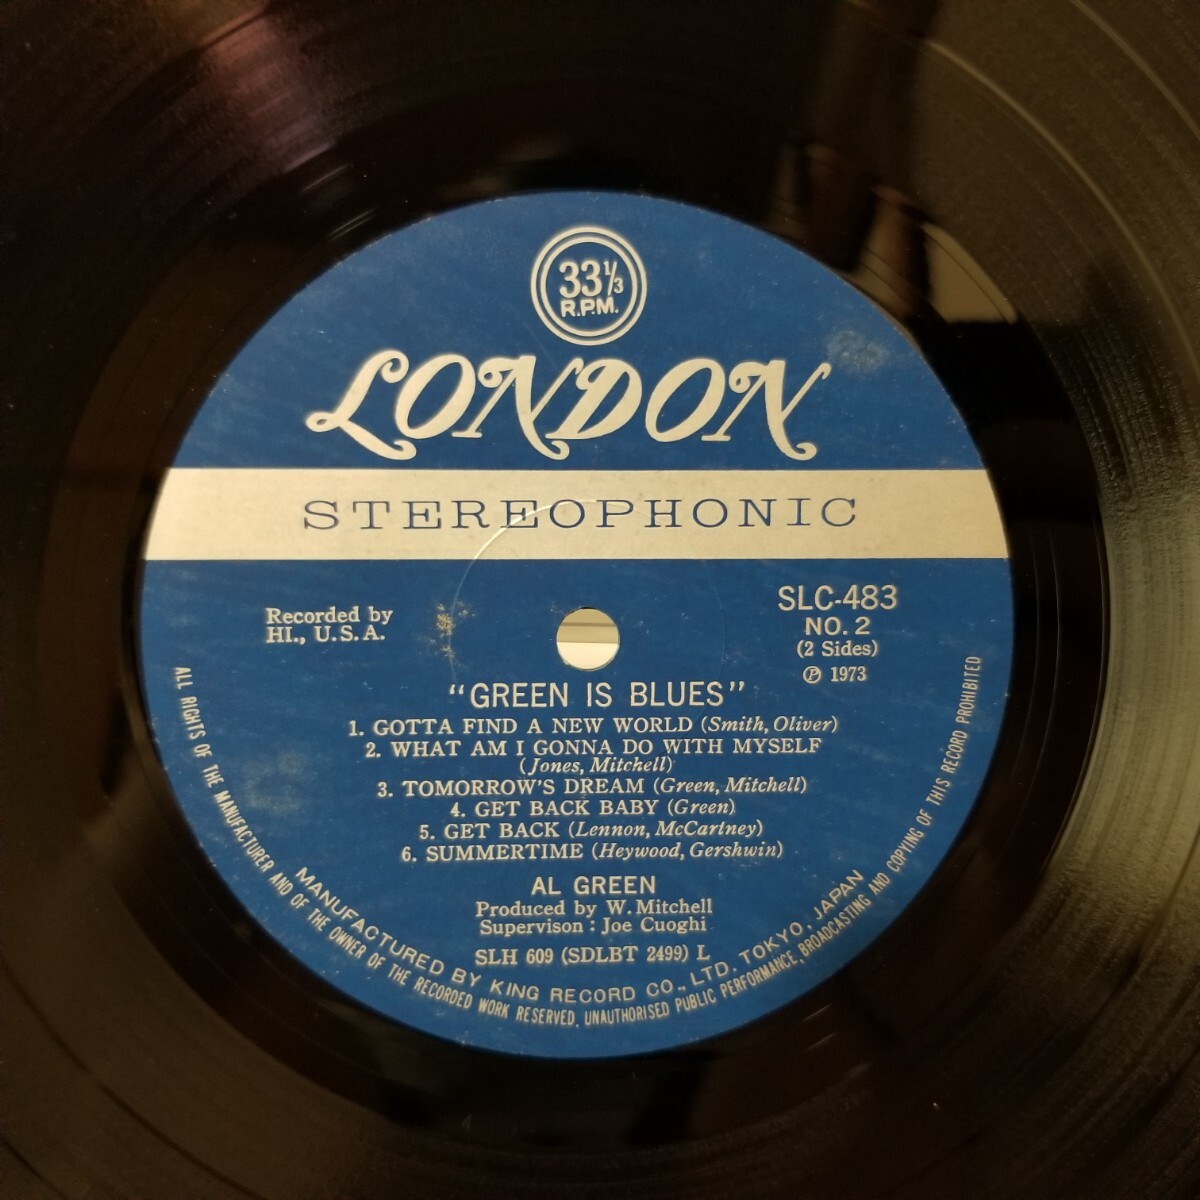 33 1/3
R.P.M.
LONDON
STEREOPHONIC
Recorded by
HI., U.S.A.
SLC-483
NO. 2
(2 Sides)
℗ 1973
"GREEN IS BLUES"
1. GOTTA FIND A NEW WORLD (Smith, Oliver)
2. WHAT AM I GONNA DO WITH MYSELF
(Jones, Mitchell)
3. TOMORROW'S DREAM (Green, Mitchell)
4. GET BACK BABY (Green)
5. GET BACK (Lennon, McCartney)
6. SUMMERTIME (Heywood, Gershwin)
AL GREEN
Produced by W. Mitchell
Supervison : Joe Cuoghi
SLH 609 (SDLBT 2499) L
MANUFACTURED BY KING RECORD CO., LTD. TOKYO, JAPAN
ALL RIGHTS OF THE MANUFACTURER AND OF THE OWNER OF THE RECORDED WORK RESERVED. UNAUTHORISED PUBLIC PERFORMANCE, BROADCASTING AND COPYING OF THIS RECORD PROHIBITED